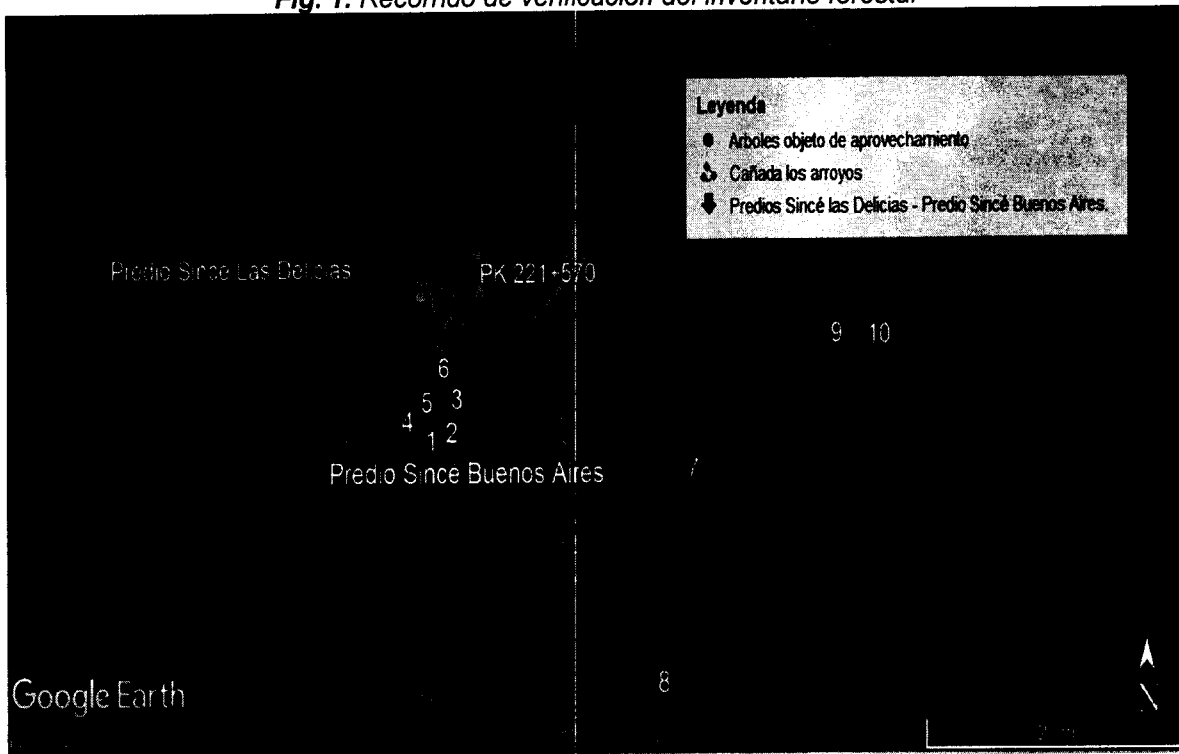 Fig. 1. Recorrido de verificación del inventario forestal
Leyenda
Arboles objeto de aprovechamiento
Cañada los arroyos
Predios Sincé las Delicias - Predio Sincé Buenos Aires.
Predio Since Las Delicias
PK 221+570
9 10
6
5 3
4
1 2
Predio Since Buenos Aires
7
8
Google Earth